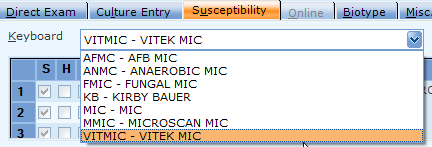 Direct Exam Culture Entry Susceptibility Online Biotype Misc.
Keyboard VITMIC - VITEK MIC
AFMC - AFB MIC
S H ANMC - ANAEROBIC MIC
FMIC - FUNGAL MIC
1 KB - KIRBY BAUER
MIC - MIC
2 MMIC - MICROSCAN MIC
3 VITMIC - VITEK MIC